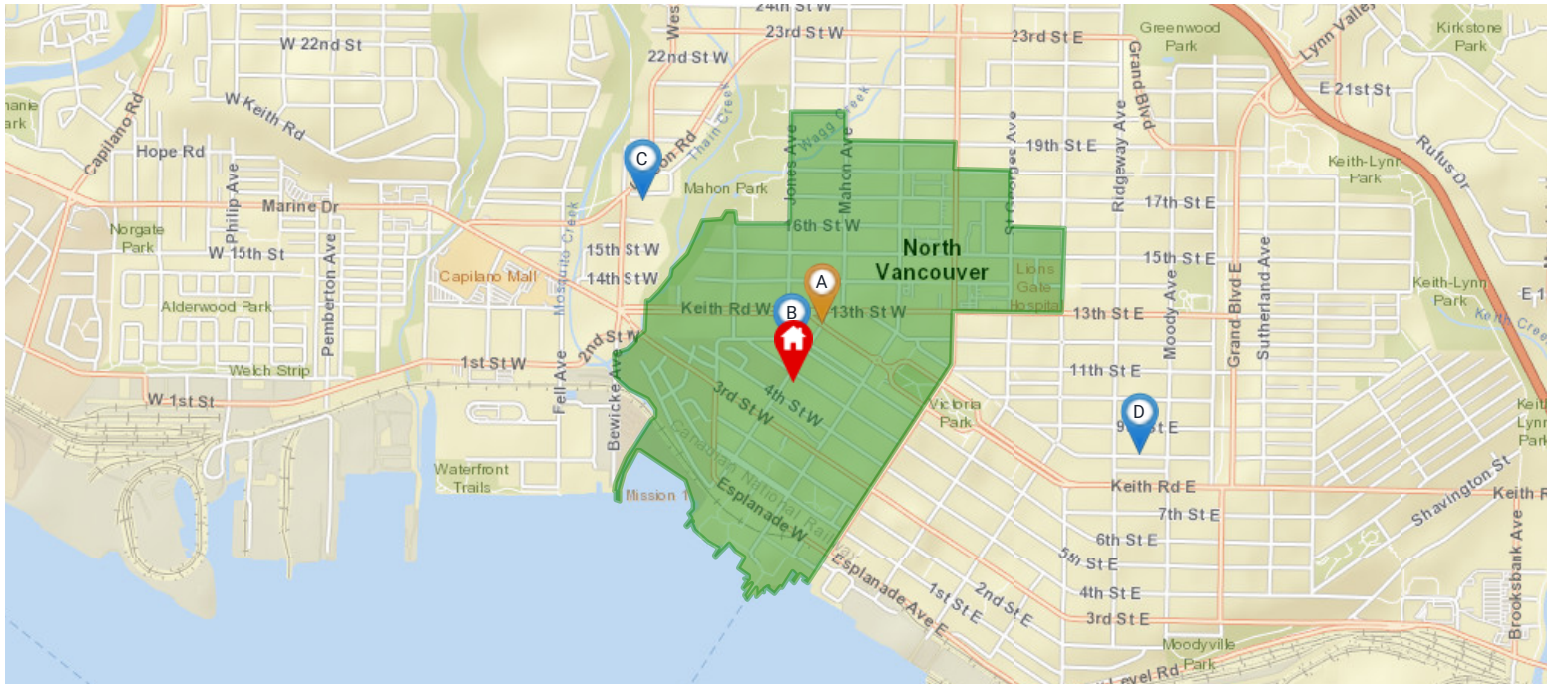 24th St W
23rd St W
23rd St E
Greenwood
Park
Lynn Valley
Kirkstone
Park
W 22nd St
22nd St W
Grand Blvd
E 21st St
Capilano Rd
W Keith Rd
Thain Creek
Wagg Creek
Jones Ave
Mahon Ave
St Georges Ave
Ridgeway Ave
19th St E
Rufus Dr
Hope Rd
C
Mahon Park
Keith-Lynn
Park
Philip Ave
Marine Dr
17th St E
Norgate
Park
W 15th St
Pemberton Ave
Mosquito Creek
15th St W
16th St W
North
Vancouver
15th St E
Capilano Mall
14th St W
A
Lions
Gate
Hospital
Moody Ave
Grand Blvd E
Sutherland Ave
Keith-Lynn
Park
Alderwood Park
Keith Rd W
B
13th St W
13th St E
Keith Creek
2nd St W
1st St W
Welch Strip
Fell Ave
Bewicke Ave
11th St E
W 1st St
3rd St W
4th St W
Victoria
Park
D
Keith
Lynn
Park
Canadian National Railway
Waterfront
Trails
Mission 1
Esplanade W
Keith Rd E
Shavington St
7th St E
6th St E
5th St E
Brooksbank Ave
Esplanade Ave E
1st St E
2nd St E
4th St E
3rd St E
Moodyville
Park
Level Rd